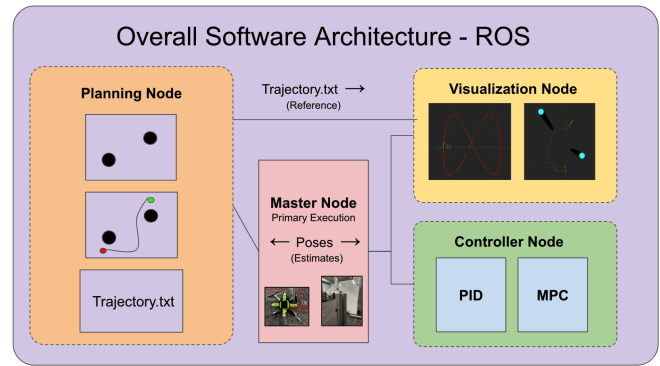 Overall Software Architecture - ROS
Planning Node
Trajectory.txt
Trajectory.txt →
(Reference)
Master Node
Primary Execution
← Poses →
(Estimates)
Visualization Node
Controller Node
PID
MPC